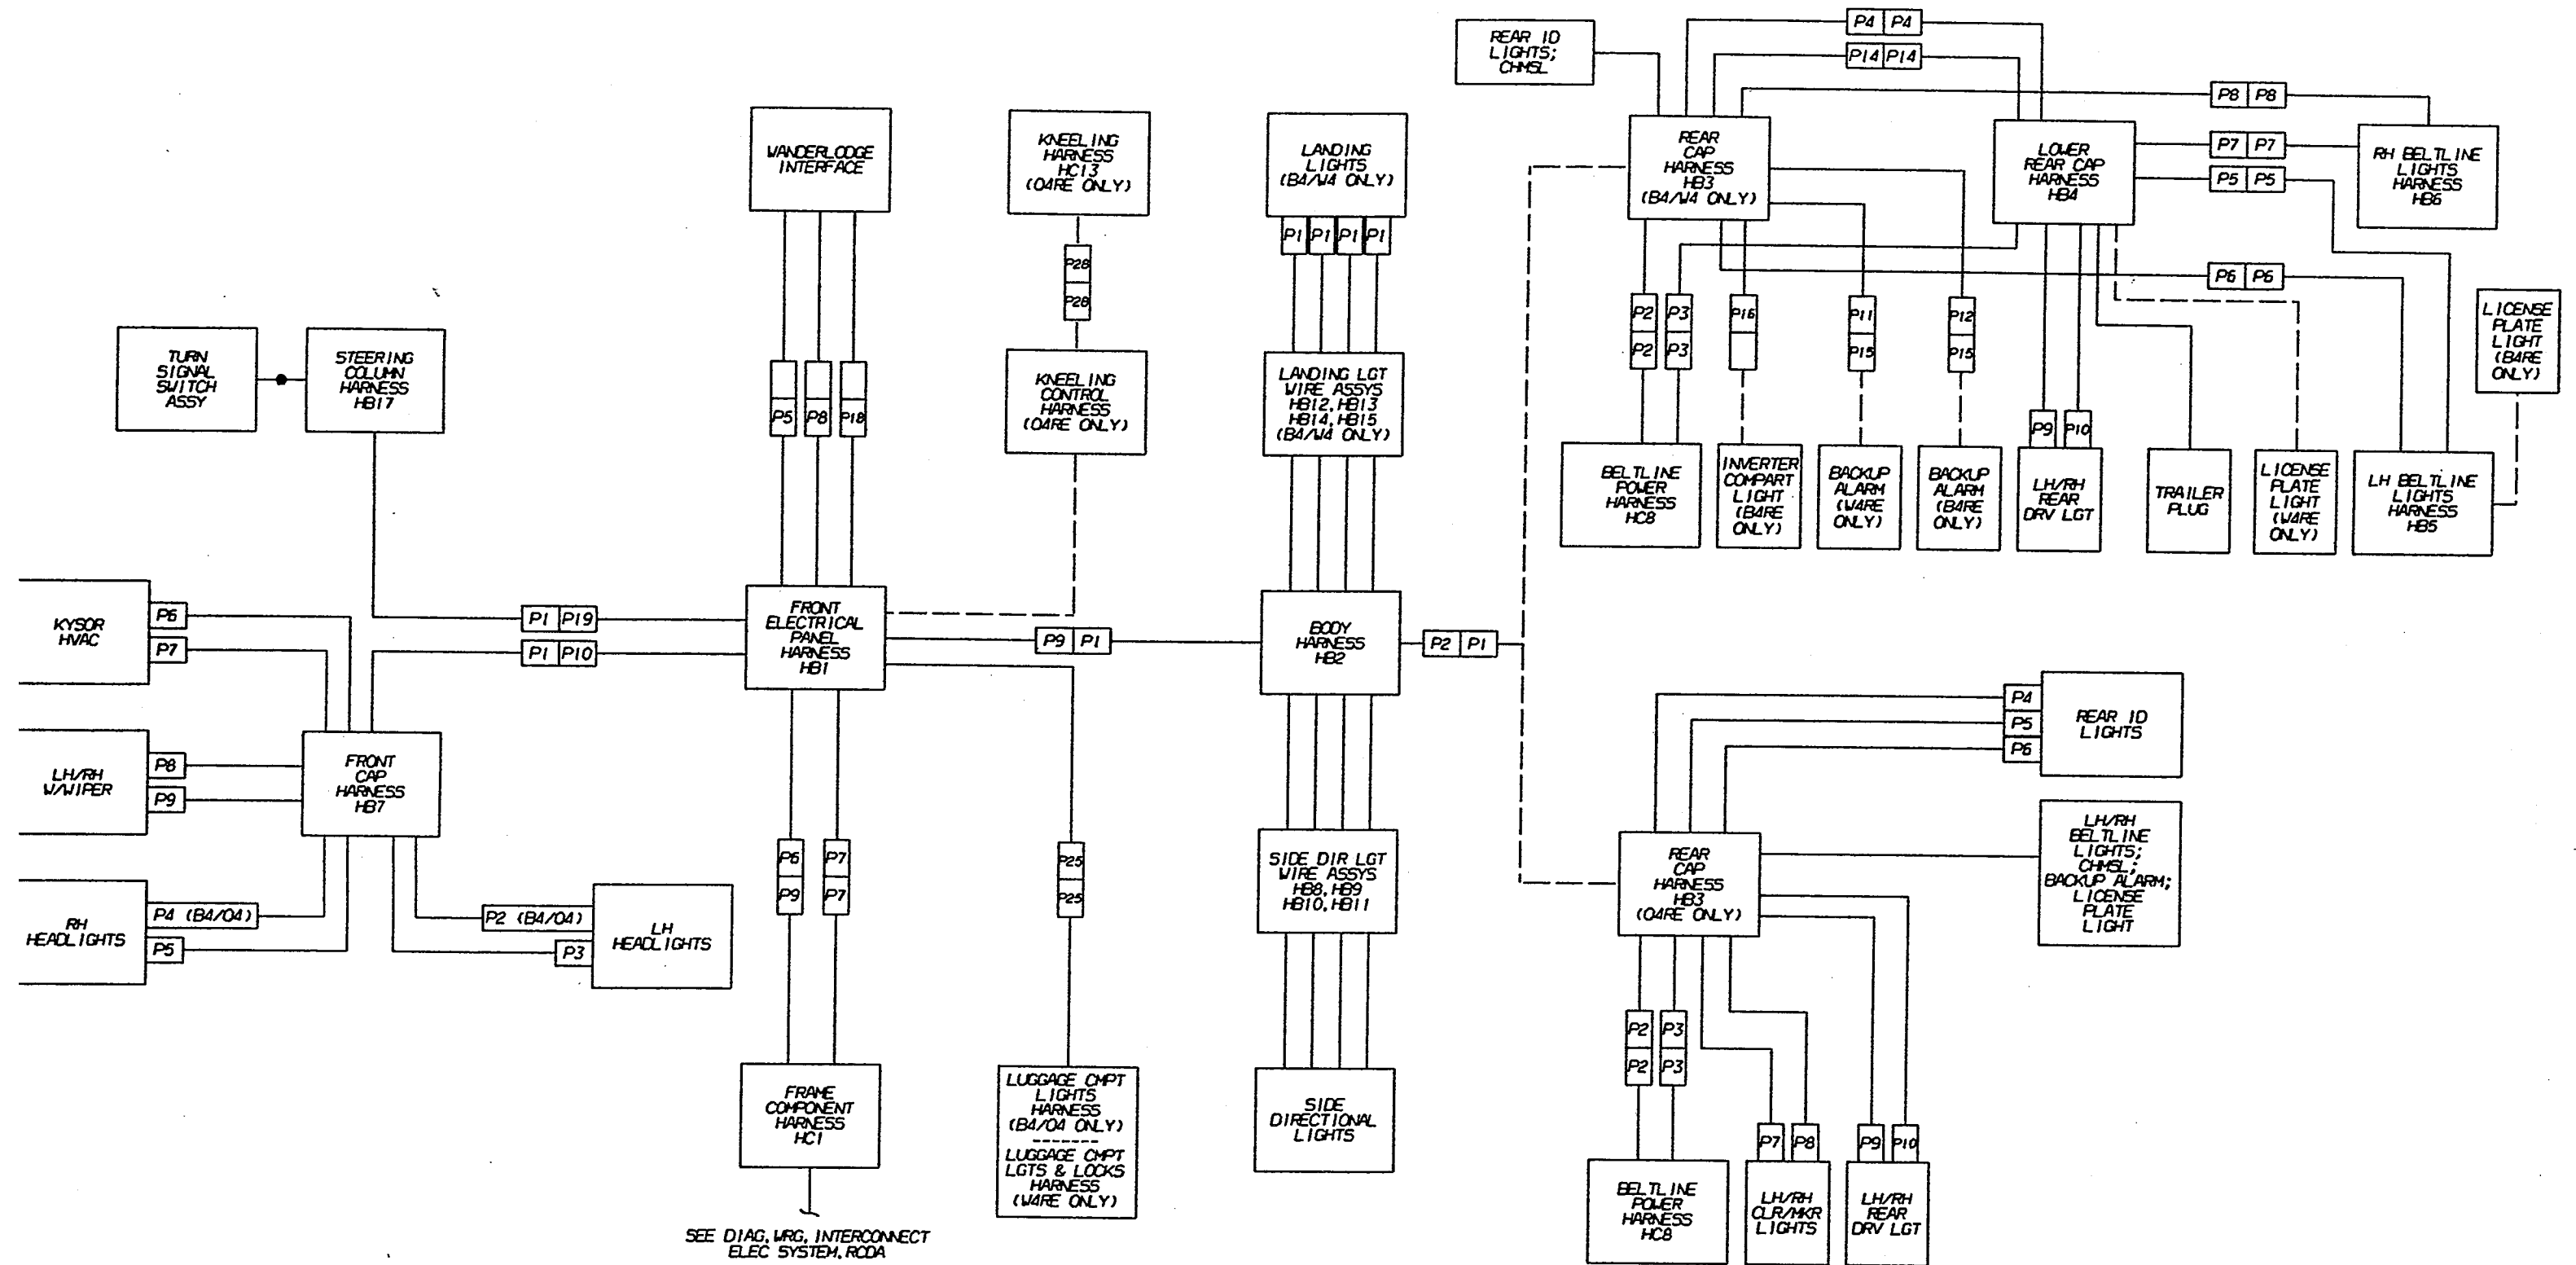 REAR ID
LIGHTS;
CHMSL
P4 P4
P14 P14
P8 P8
WANDERLODGE
INTERFACE
KNEELING
HARNESS
HC13
(O4RE ONLY)
LANDING
LIGHTS
(B4/W4 ONLY)
REAR
CAP
HARNESS
HB3
(B4/W4 ONLY)
LOWER
REAR CAP
HARNESS
HB4
P7 P7
P5 P5
RH BELTLINE
LIGHTS
HARNESS
HB6
P1 P1 P1 P1
P28
P28
P6 P6
P2
P2
P3
P3
P16
P11
P15
P12
P15
LICENSE
PLATE
LIGHT
(B4RE
ONLY)
TURN
SIGNAL
SWITCH
ASSY
STEERING
COLUMN
HARNESS
HB17
P5
P8
P18
KNEELING
CONTROL
HARNESS
(O4RE ONLY)
LANDING LGT
WIRE ASSYS
HB12, HB13
HB14, HB15
(B4/W4 ONLY)
P9
P10
BELTLINE
POWER
HARNESS
HC8
INVERTER
COMPART
LIGHT
(B4RE
ONLY)
BACKUP
ALARM
(W4RE
ONLY)
BACKUP
ALARM
(B4RE
ONLY)
LH/RH
REAR
DRV LGT
TRAILER
PLUG
LICENSE
PLATE
LIGHT
(W4RE
ONLY)
LH BELTLINE
LIGHTS
HARNESS
HB5
KYSOR
HVAC
P6
P7
P1 P19
P1 P10
FRONT
ELECTRICAL
PANEL
HARNESS
HB1
P9 P1
BODY
HARNESS
HB2
P2 P1
LH/RH
W/WIPER
P8
P9
FRONT
CAP
HARNESS
HB7
P4
P5
P6
REAR ID
LIGHTS
RH
HEADLIGHTS
P4 (B4/O4)
P5
P2 (B4/O4)
P3
LH
HEADLIGHTS
P6
P9
P7
P7
P25
P25
SIDE DIR LGT
WIRE ASSYS
HB8, HB9
HB10, HB11
REAR
CAP
HARNESS
HB3
(O4RE ONLY)
LH/RH
BELTLINE
LIGHTS;
CHMSL;
BACKUP ALARM;
LICENSE
PLATE
LIGHT
P2
P2
P3
P3
FRAME
COMPONENT
HARNESS
HC1
LUGGAGE CMPT
LIGHTS
HARNESS
(B4/O4 ONLY)
-------
LUGGAGE CMPT
LGTS & LOCKS
HARNESS
(W4RE ONLY)
SIDE
DIRECTIONAL
LIGHTS
P7
P8
P9
P10
BELTLINE
POWER
HARNESS
HC8
LH/RH
CLR/MKR
LIGHTS
LH/RH
REAR
DRV LGT
SEE DIAG, WRG, INTERCONNECT
ELEC SYSTEM, RCDA